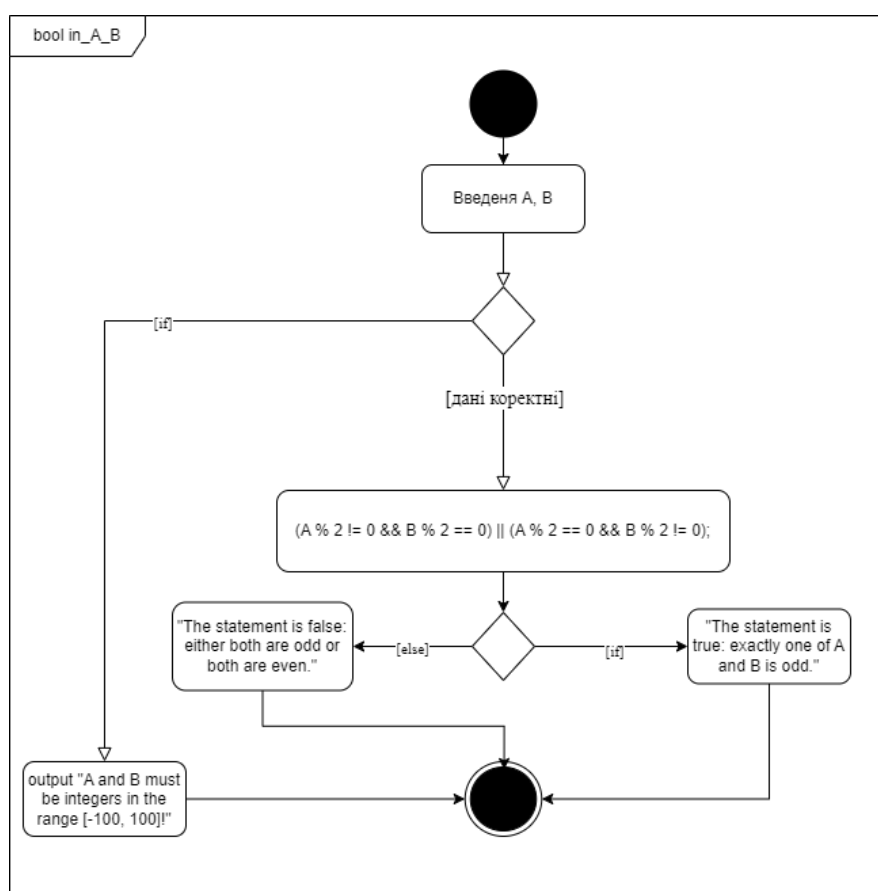 bool in_A_B
Введеня A, B
[if]
[дані коректні]
(A % 2 != 0 && B % 2 == 0) || (A % 2 == 0 && B % 2 != 0);
"The statement is false:
either both are odd or
both are even."
[else]
[if]
"The statement is
true: exactly one of A
and B is odd."
output "A and B must
be integers in the
range [-100, 100]!"